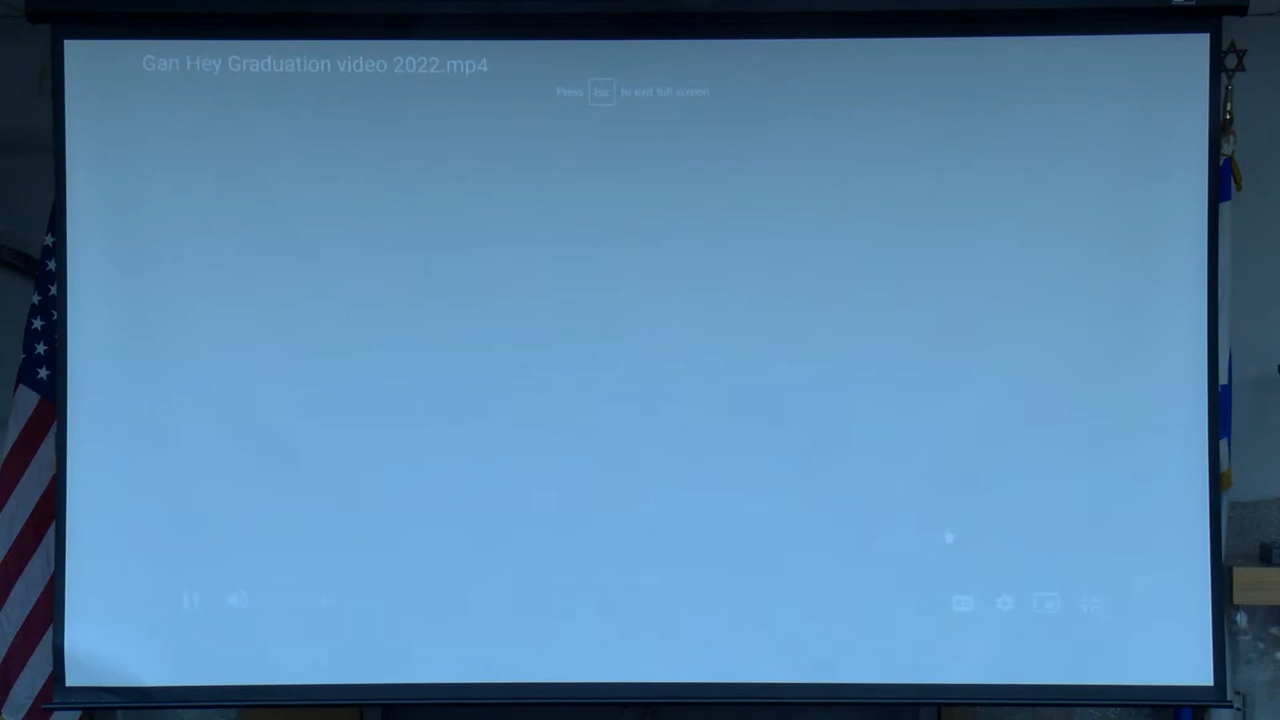 Gan Hey Graduation video 2022.mp4
Press esc to exit full screen